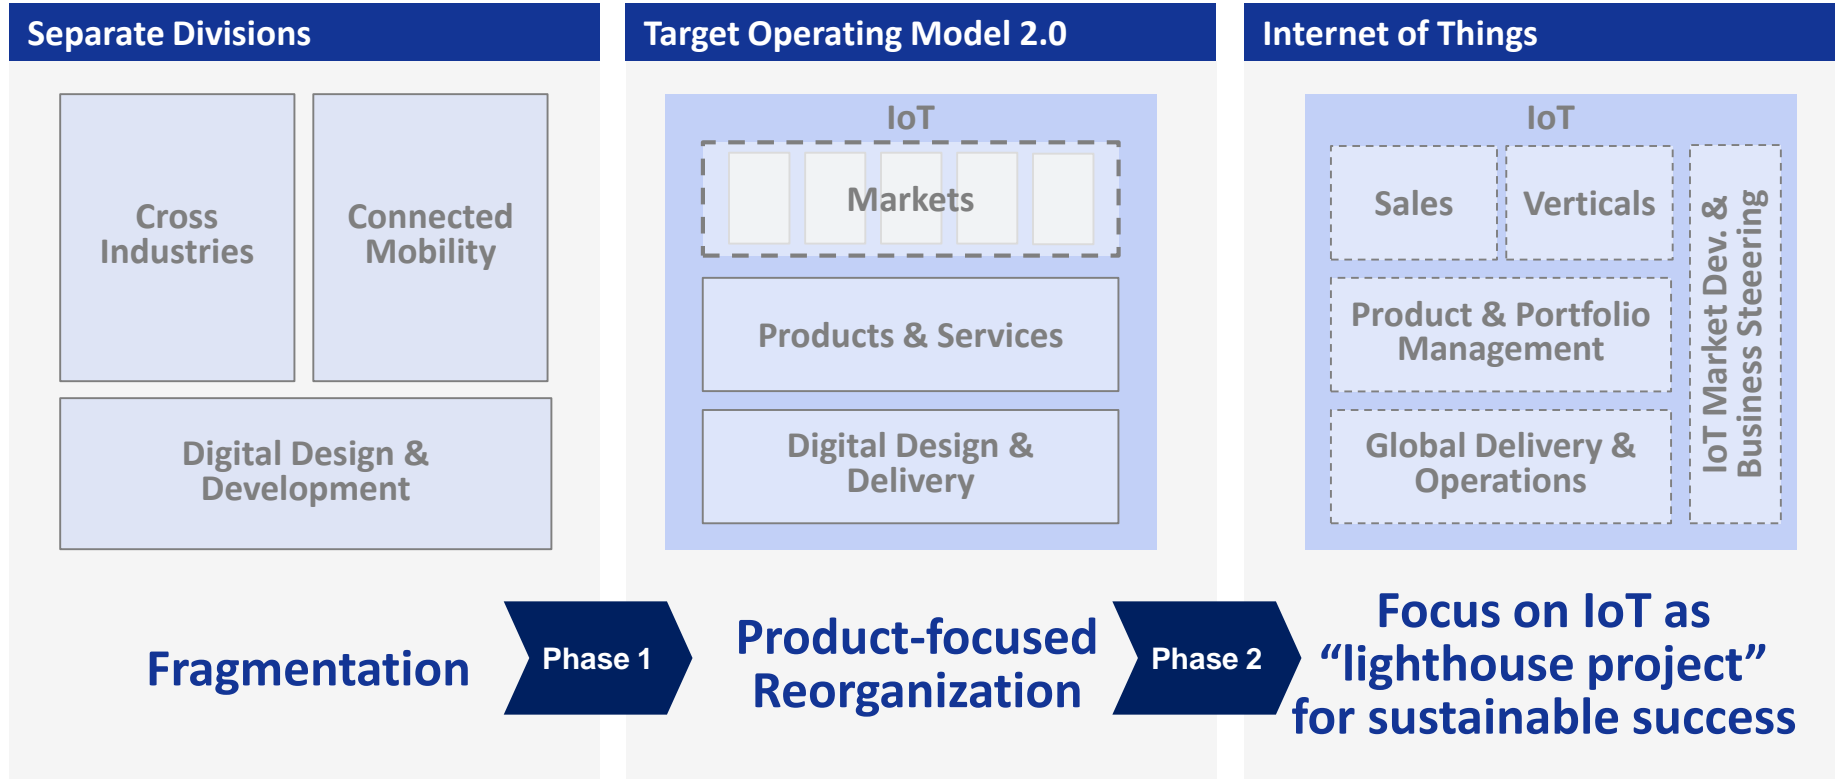 Separate Divisions
Cross
Industries
Connected
Mobility
Digital Design &
Development
Fragmentation
Phase 1
Target Operating Model 2.0
IoT
Markets
Products & Services
Digital Design &
Delivery
Product-focused
Reorganization
Phase 2
Internet of Things
IoT
Sales
Verticals
Product & Portfolio
Management
Global Delivery &
Operations
IoT Market Dev. &
Business Steeering
Focus on IoT as
“lighthouse project”
for sustainable success